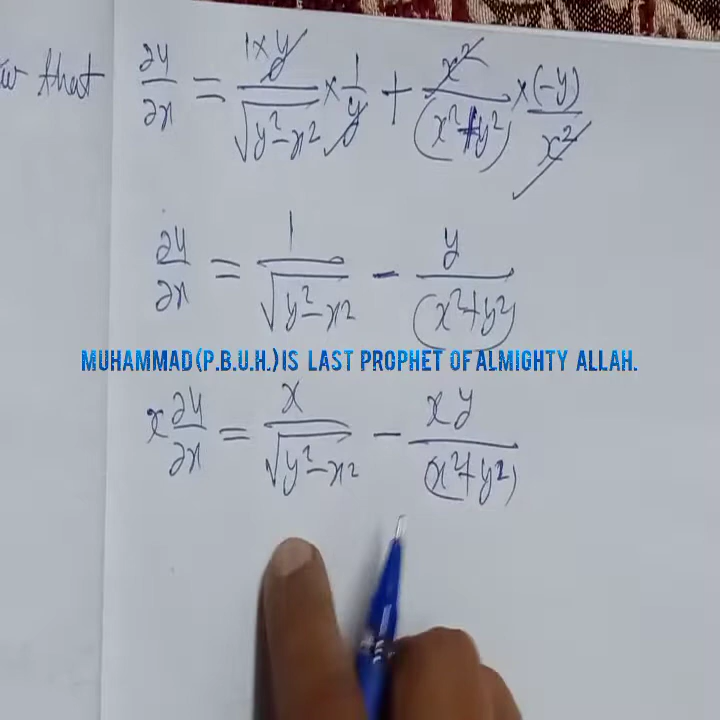 that ∂u/∂x = 1×y/√(y²-x²) × 1/y + x²/(x²+y²) × (-y)/x²
∂u/∂x = 1/√(y²-x²) - y/(x²+y²)
MUHAMMAD(P.B.U.H.)IS LAST PROPHET OF ALMIGHTY ALLAH.
x ∂u/∂x = x/√(y²-x²) - xy/(x²+y²)